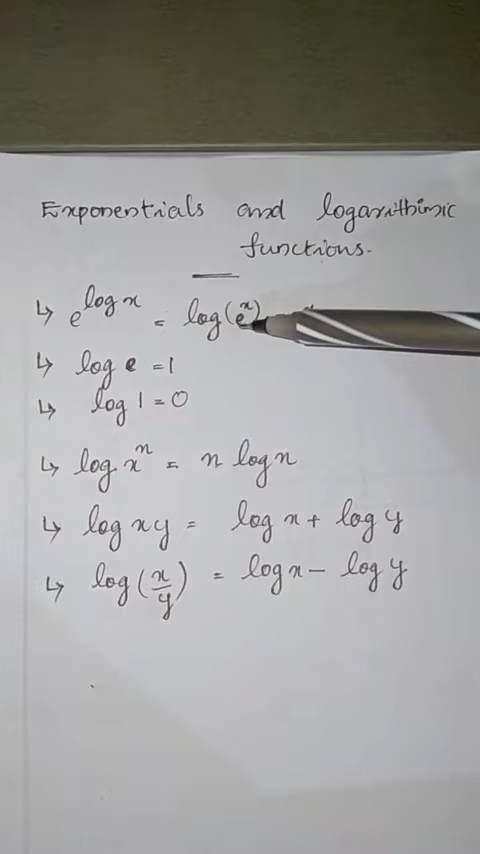 Exponentials and logarithimic
functions.
↳ e^{log x} = log(e^x)
↳ log e = 1
↳ log 1 = 0
↳ log x^n = n log x
↳ log xy = log x + log y
↳ log(x/y) = log x - log y